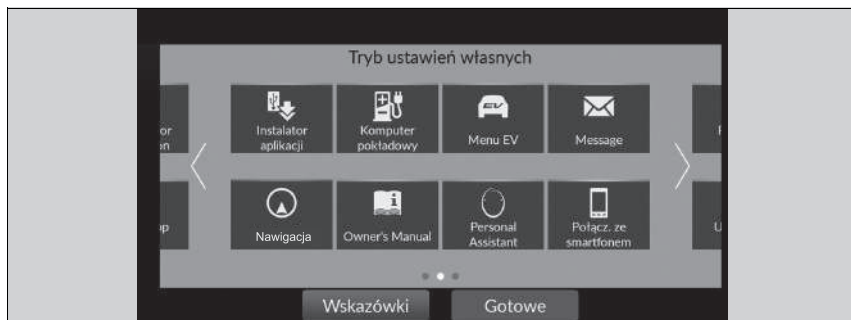 Tryb ustawień własnych
Instalator
aplikacji
Komputer
pokładowy
Menu EV
Message
Nawigacja
Owner's Manual
Personal
Assistant
Połącz. ze
smartfonem
Wskazówki
Gotowe